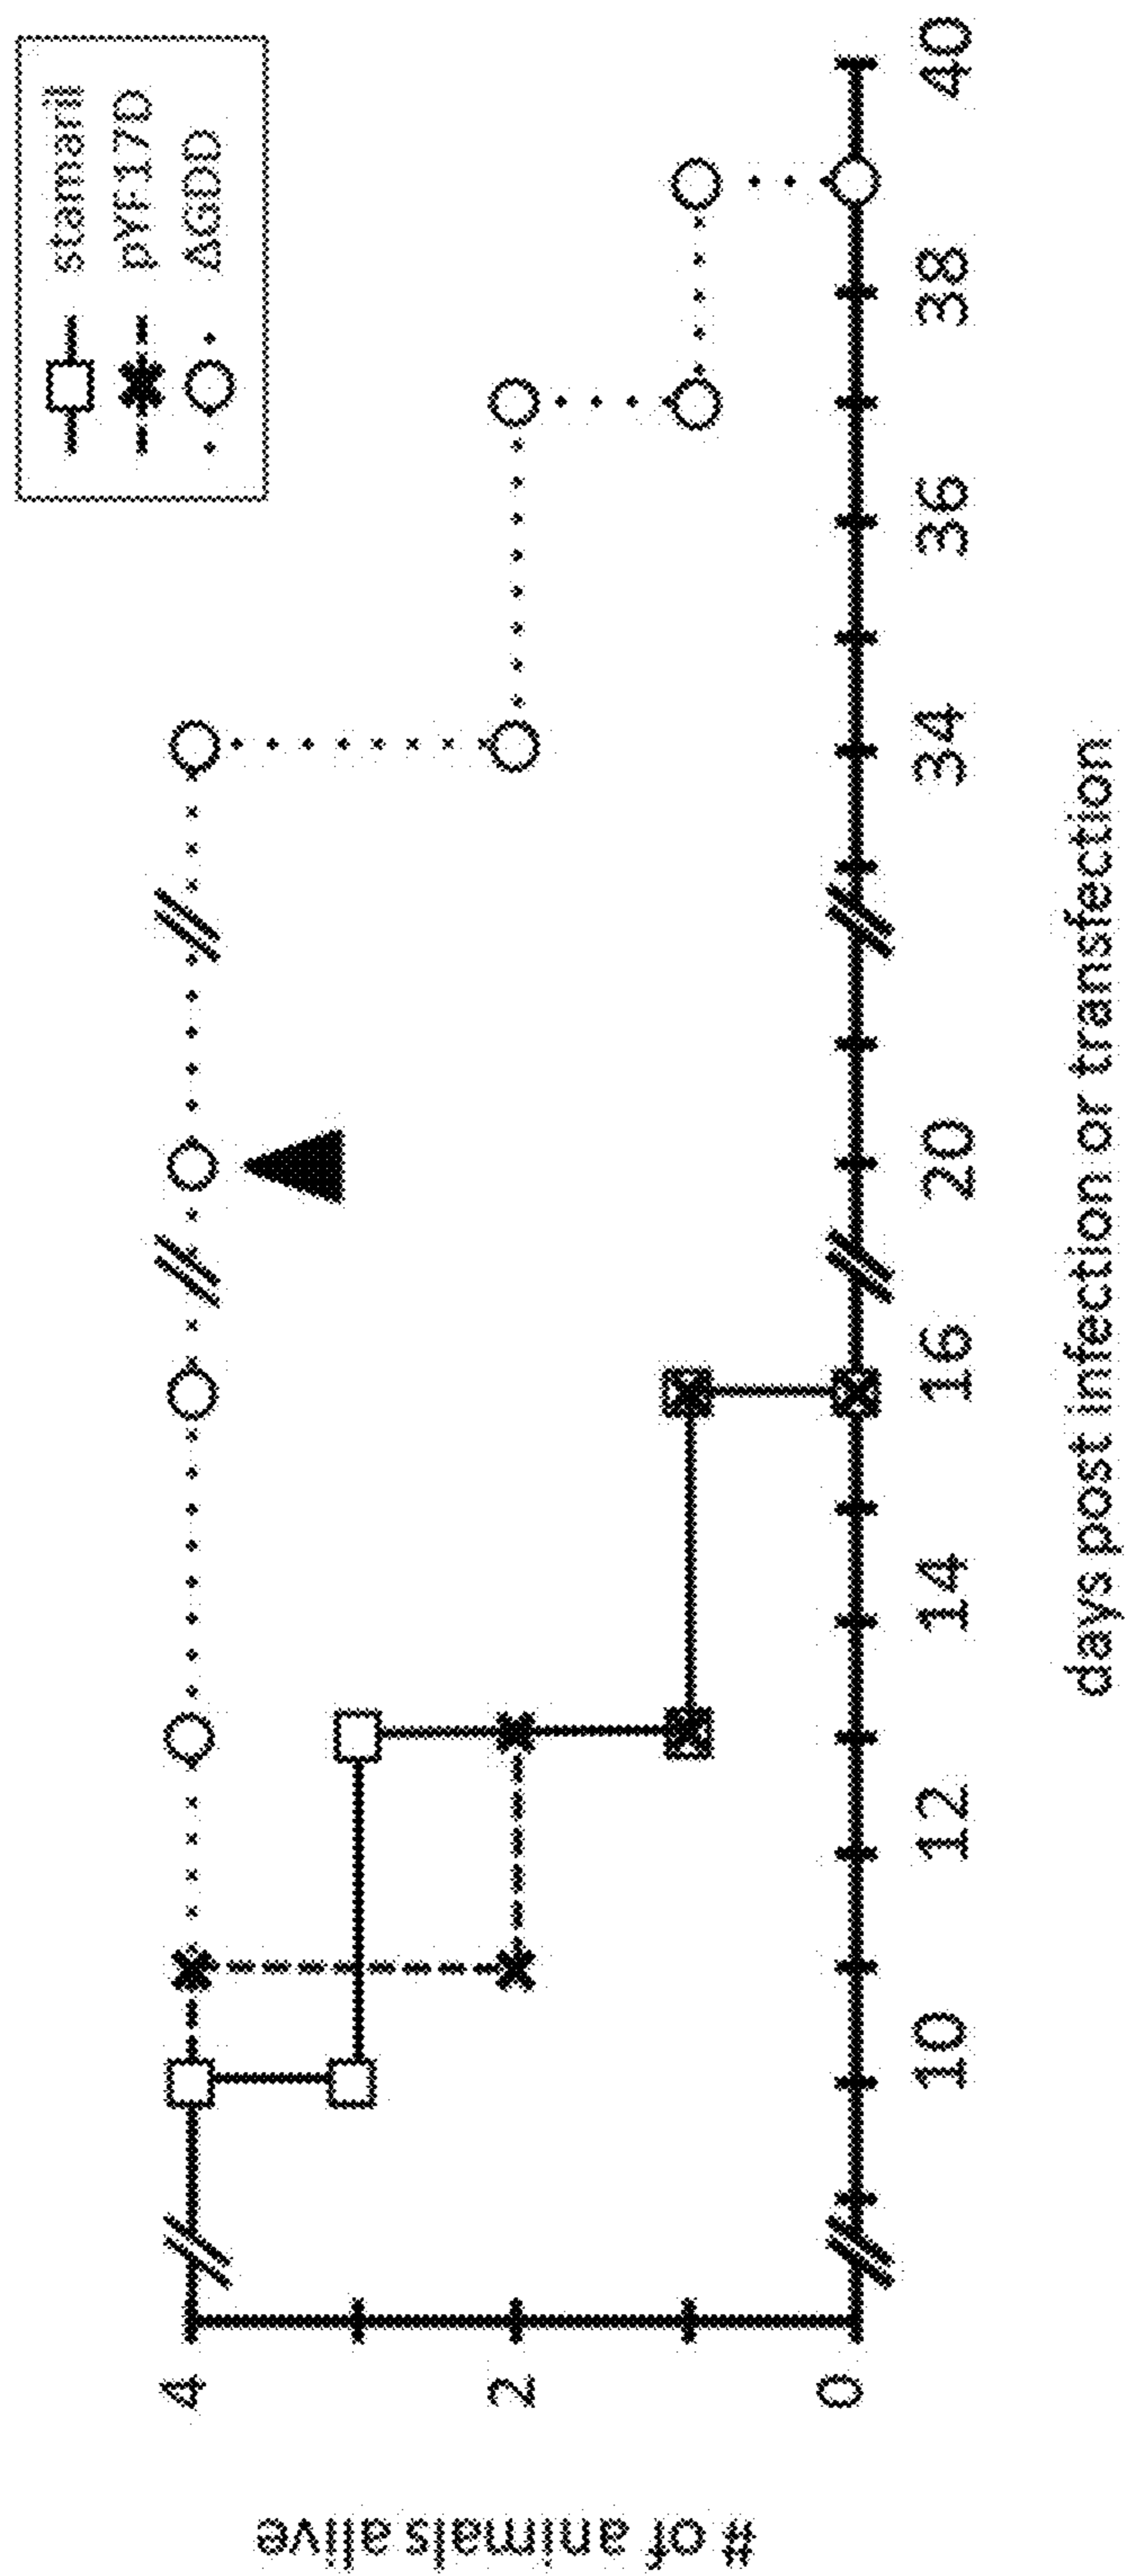 stamaril
pYF17D
ΔGDD
# of animals alive
4
2
0
10 12 14 16 20 34 36 38 40
days post infection or transfection